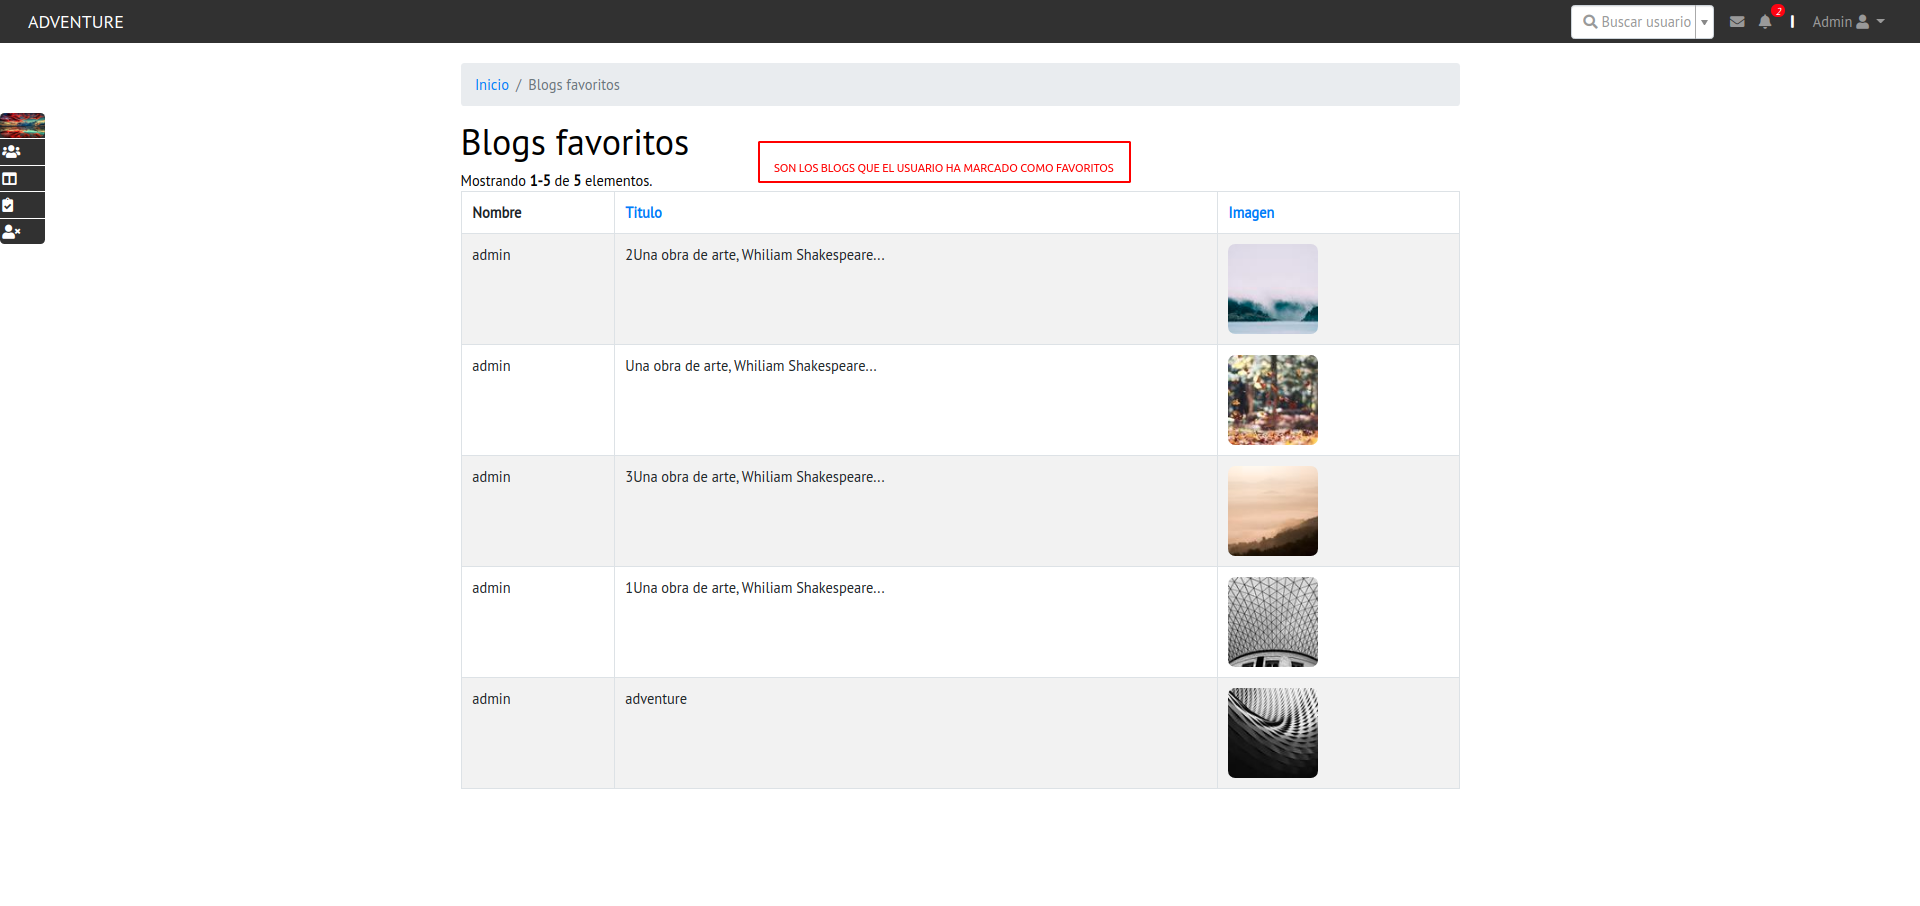 ADVENTURE
Buscar usuario
2
Admin
Inicio / Blogs favoritos
Blogs favoritos
SON LOS BLOGS QUE EL USUARIO HA MARCADO COMO FAVORITOS
Mostrando 1-5 de 5 elementos.
Nombre Titulo Imagen
admin 2Una obra de arte, Whiliam Shakespeare...
admin Una obra de arte, Whiliam Shakespeare...
admin 3Una obra de arte, Whiliam Shakespeare...
admin 1Una obra de arte, Whiliam Shakespeare...
admin adventure